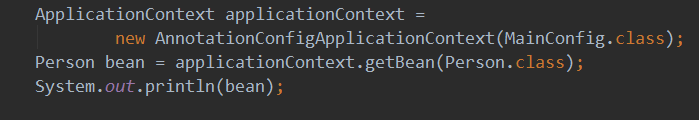 ApplicationContext applicationContext =
new AnnotationConfigApplicationContext(MainConfig.class);
Person bean = applicationContext.getBean(Person.class);
System.out.println(bean);